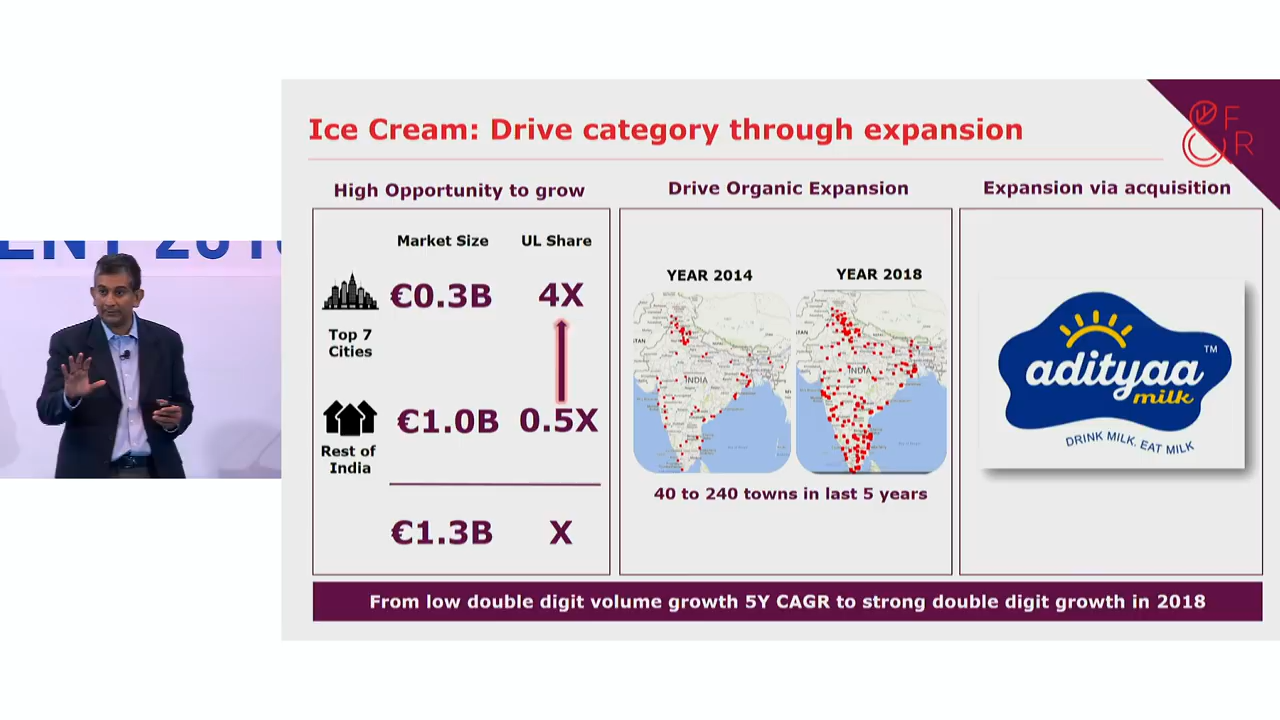 ENT 2018
Ice Cream: Drive category through expansion
F
R
High Opportunity to grow
Market Size UL Share
€0.3B 4X
Top 7
Cities
€1.0B 0.5X
Rest of
India
€1.3B X
Drive Organic Expansion
YEAR 2014 YEAR 2018
INDIA INDIA
40 to 240 towns in last 5 years
Expansion via acquisition
adityaa TM
milk
DRINK MILK. EAT MILK
From low double digit volume growth 5Y CAGR to strong double digit growth in 2018